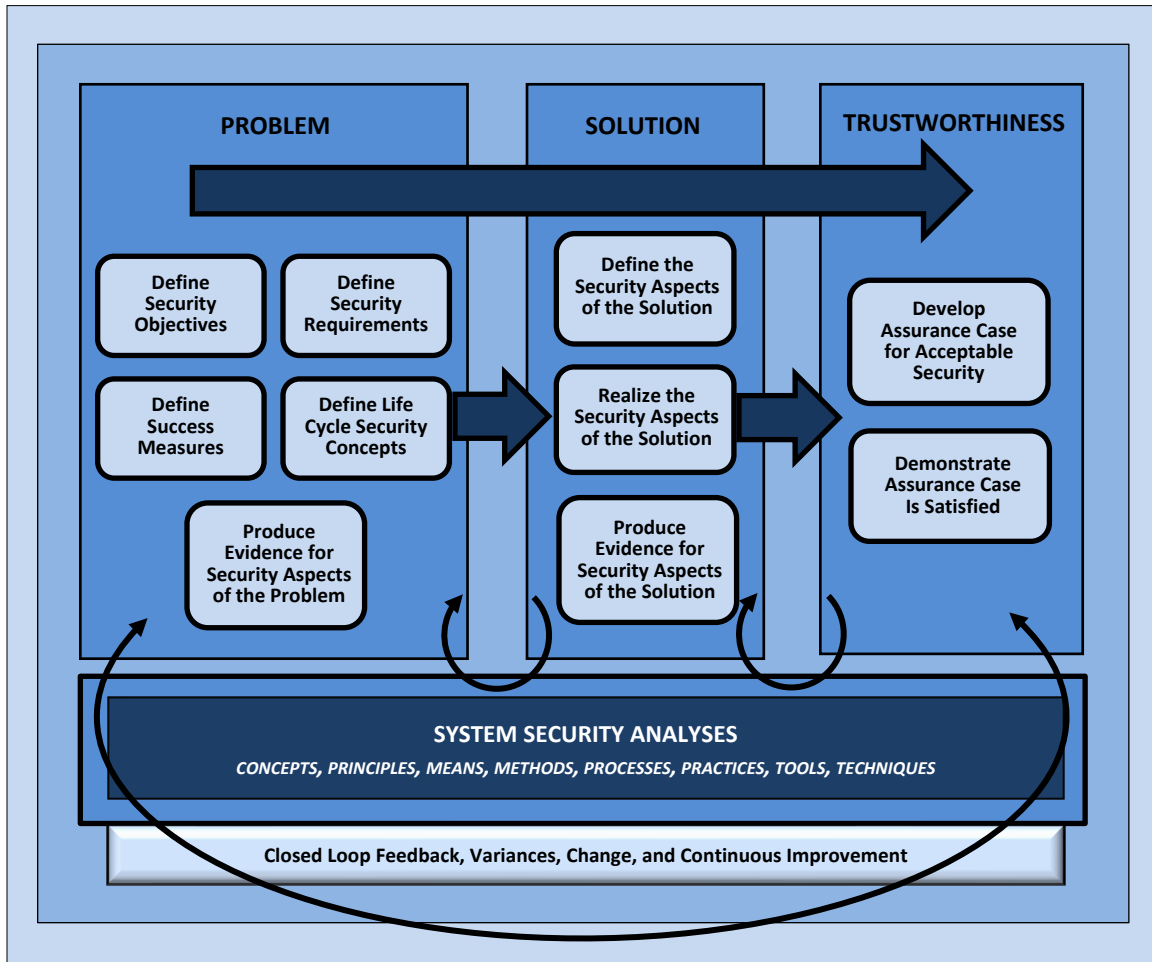 PROBLEM
Define
Security
Objectives
Define
Security
Requirements
Define
Success
Measures
Define Life
Cycle Security
Concepts
Produce
Evidence for
Security Aspects
of the Problem
SOLUTION
Define the
Security Aspects
of the Solution
Realize the
Security Aspects
of the Solution
Produce
Evidence for
Security Aspects
of the Solution
TRUSTWORTHINESS
Develop
Assurance Case
for Acceptable
Security
Demonstrate
Assurance Case
Is Satisfied
SYSTEM SECURITY ANALYSES
CONCEPTS, PRINCIPLES, MEANS, METHODS, PROCESSES, PRACTICES, TOOLS, TECHNIQUES
Closed Loop Feedback, Variances, Change, and Continuous Improvement